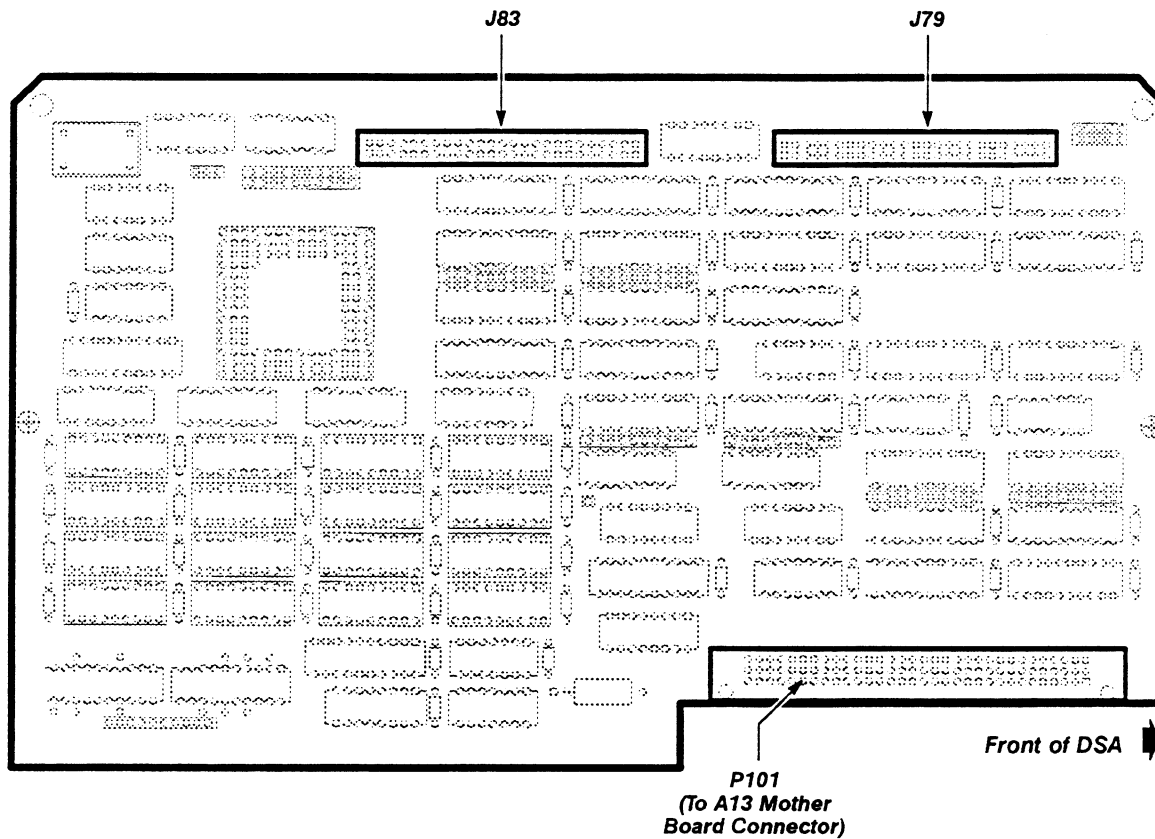 J83
J79
Front of DSA
P101
(To A13 Mother
Board Connector)